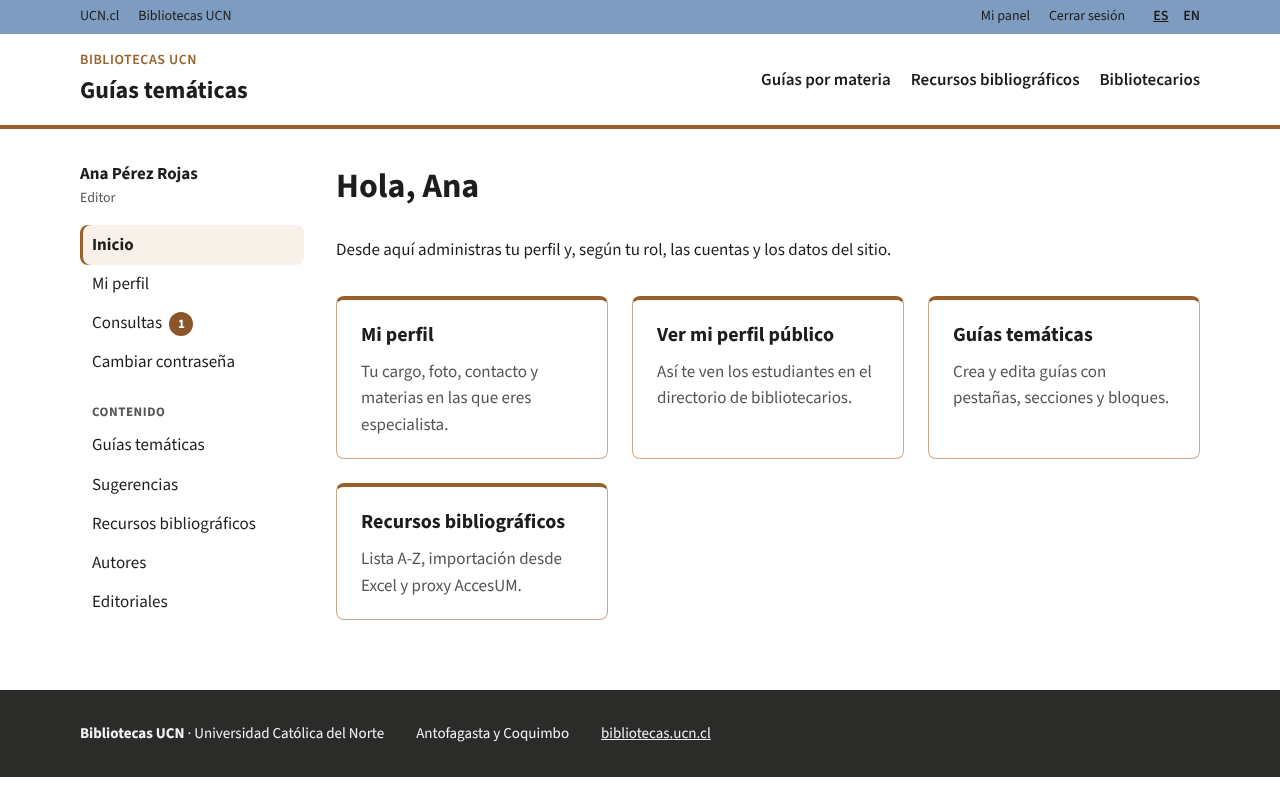 UCN.cl Bibliotecas UCN Mi panel Cerrar sesión ES EN
BIBLIOTECAS UCN
Guías temáticas
Guías por materia Recursos bibliográficos Bibliotecarios
Ana Pérez Rojas
Editor
Inicio
Mi perfil
Consultas 1
Cambiar contraseña
CONTENIDO
Guías temáticas
Sugerencias
Recursos bibliográficos
Autores
Editoriales
Hola, Ana
Desde aquí administras tu perfil y, según tu rol, las cuentas y los datos del sitio.
Mi perfil
Tu cargo, foto, contacto y
materias en las que eres
especialista.
Ver mi perfil público
Así te ven los estudiantes en el
directorio de bibliotecarios.
Guías temáticas
Crea y edita guías con
pestañas, secciones y bloques.
Recursos bibliográficos
Lista A-Z, importación desde
Excel y proxy AccesUM.
Bibliotecas UCN · Universidad Católica del Norte Antofagasta y Coquimbo bibliotecas.ucn.cl